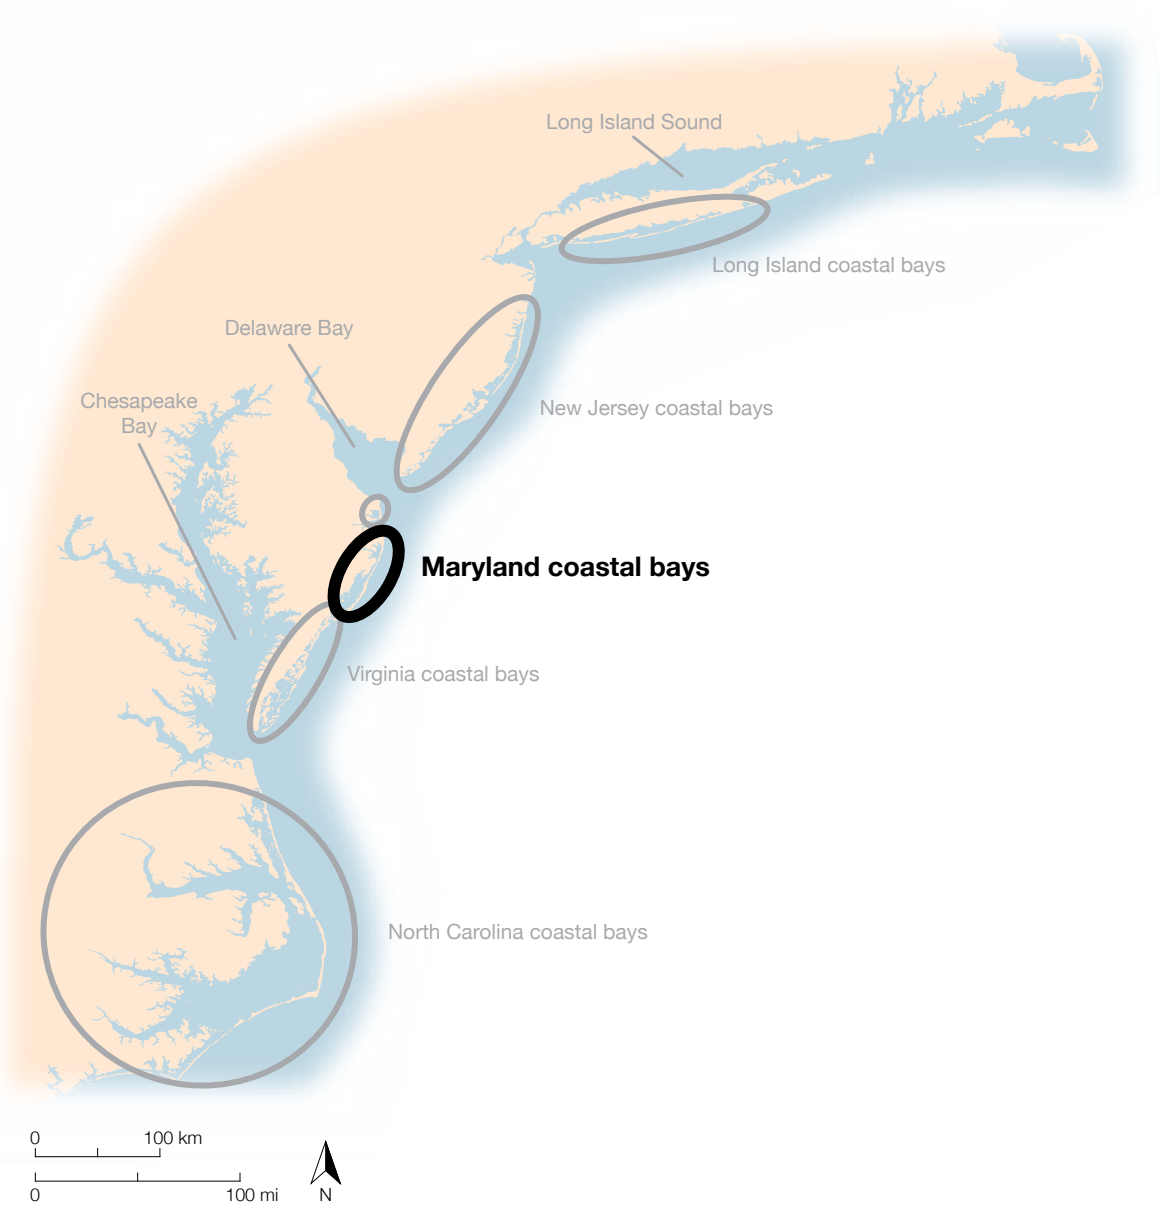 Long Island Sound
Long Island coastal bays
Delaware Bay
Chesapeake
Bay
New Jersey coastal bays
Maryland coastal bays
Virginia coastal bays
North Carolina coastal bays
0 100 km
0 100 mi
N